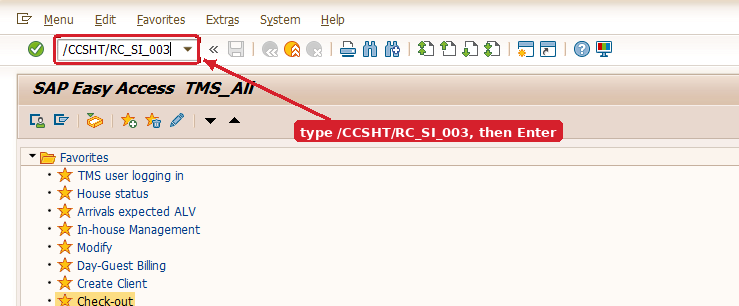 Menu Edit Favorites Extras System Help
/CCSHT/RC_SI_003
SAP Easy Access TMS_All
type /CCSHT/RC_SI_003, then Enter
Favorites
TMS user logging in
House status
Arrivals expected ALV
In-house Management
Modify
Day-Guest Billing
Create Client
Check-out